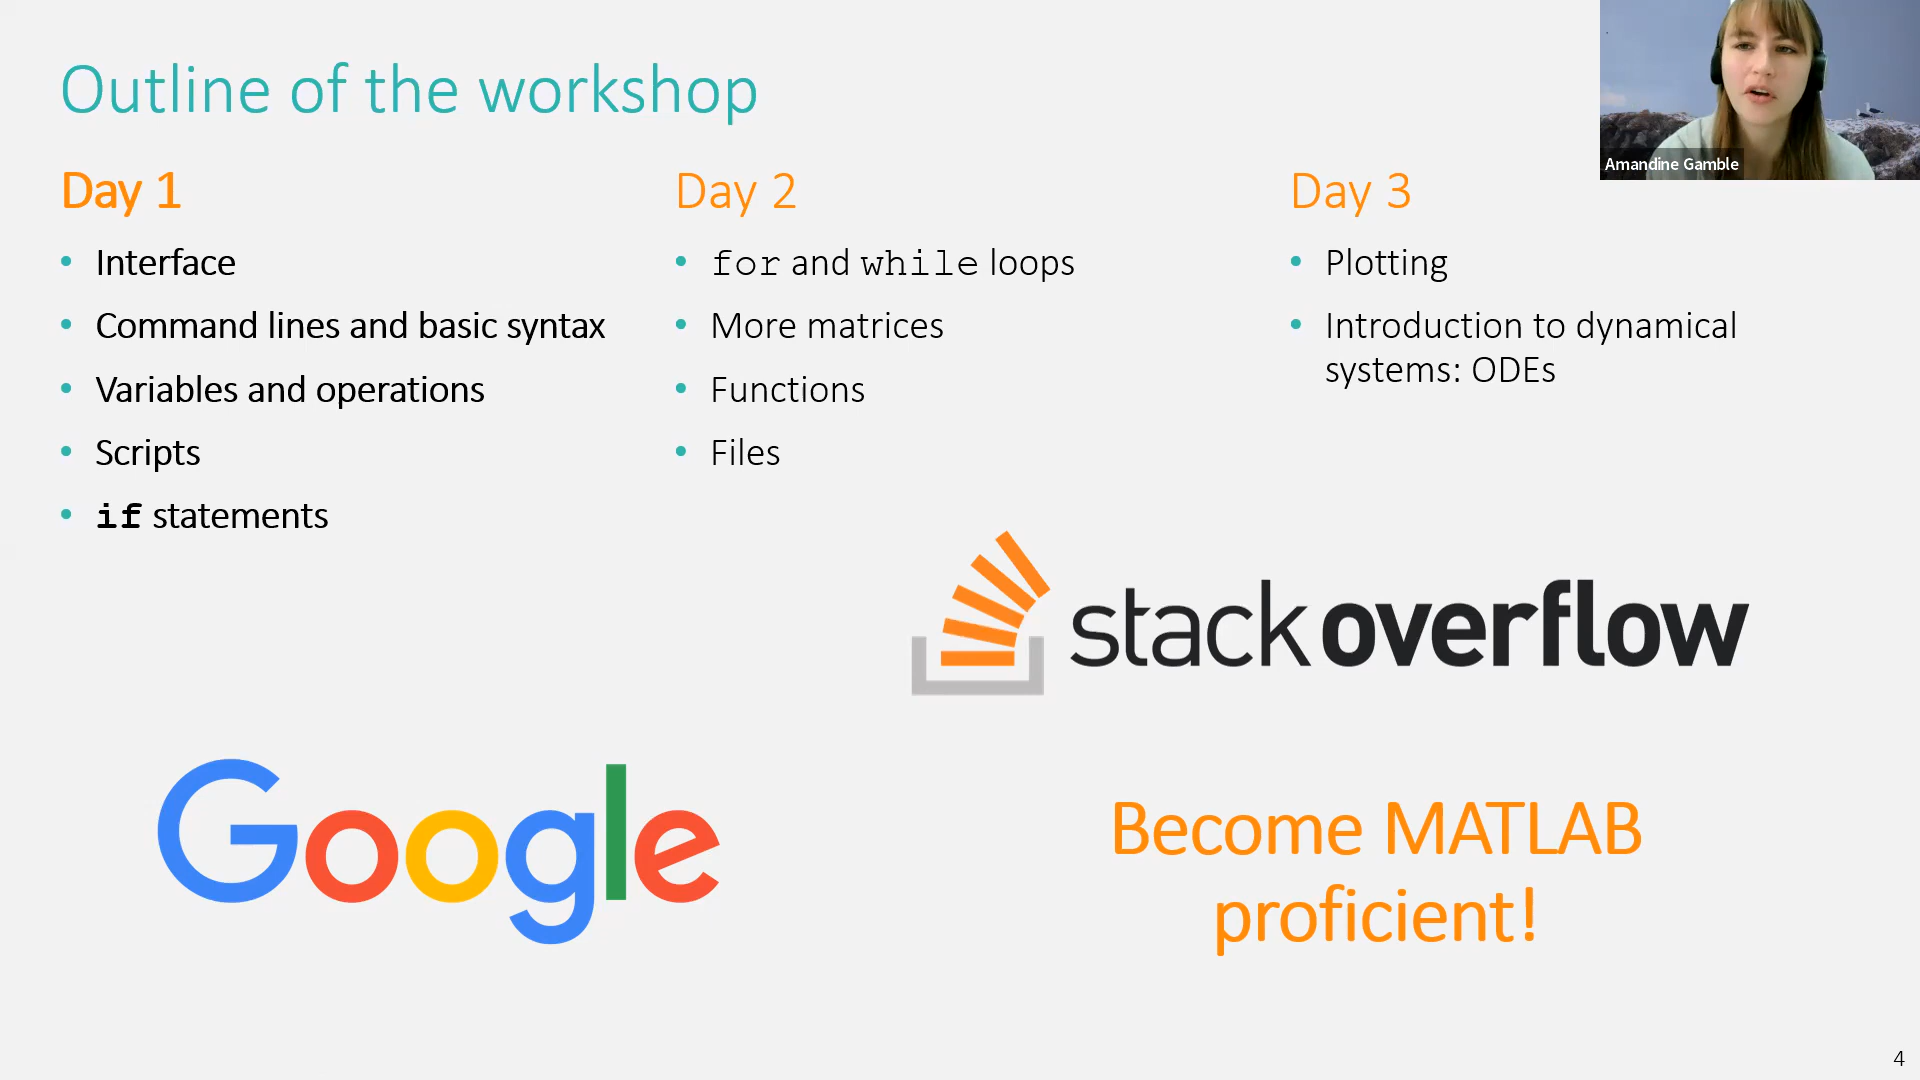 Outline of the workshop
Amandine Gamble
Day 1
• Interface
• Command lines and basic syntax
• Variables and operations
• Scripts
• if statements
Day 2
• for and while loops
• More matrices
• Functions
• Files
Day 3
• Plotting
• Introduction to dynamical
systems: ODEs
stackoverflow
Google
Become MATLAB
proficient!
4